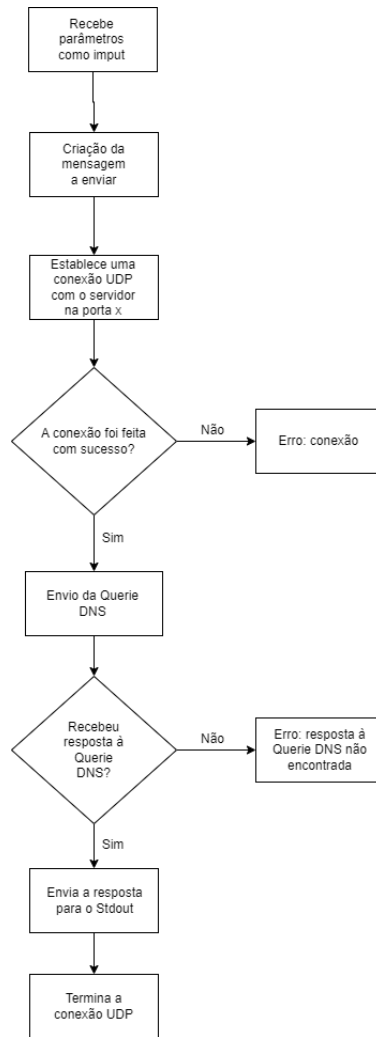 Recebe
parâmetros
como imput
Criação da
mensagem
a enviar
Establece uma
conexão UDP
com o servidor
na porta x
A conexão foi feita
com sucesso?
Não
Erro: conexão
Sim
Envio da Querie
DNS
Recebeu
resposta à
Querie
DNS?
Não
Erro: resposta à
Querie DNS não
encontrada
Sim
Envia a resposta
para o Stdout
Termina a
conexão UDP